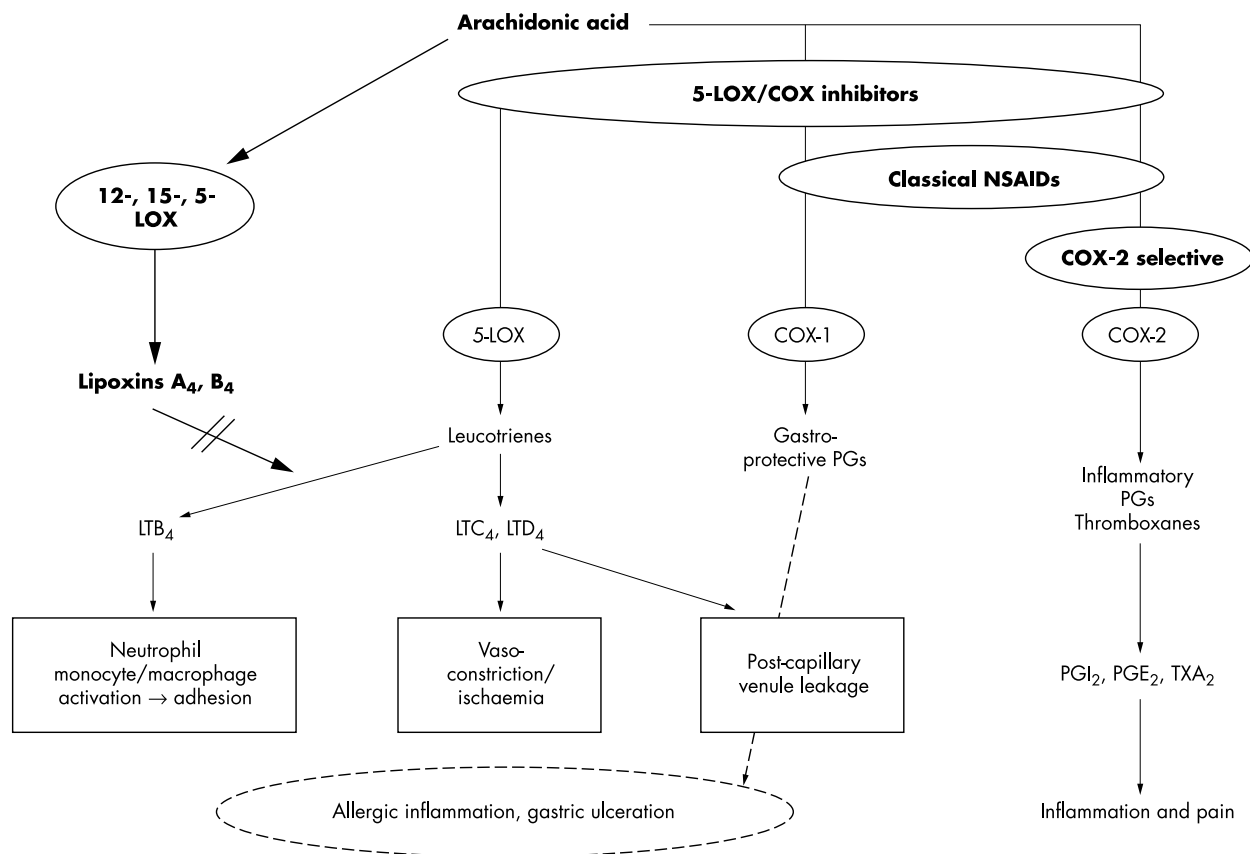 Arachidonic acid
5-LOX/COX inhibitors
Classical NSAIDs
12-, 15-, 5-
LOX
COX-2 selective
5-LOX
COX-1
COX-2
Lipoxins A₄, B₄
Leucotrienes
Gastro-
protective PGs
Inflammatory
PGs
Thromboxanes
LTB₄
LTC₄, LTD₄
Neutrophil
monocyte/macrophage
activation → adhesion
Vaso-
constriction/
ischaemia
Post-capillary
venule leakage
PGI₂, PGE₂, TXA₂
Allergic inflammation, gastric ulceration
Inflammation and pain